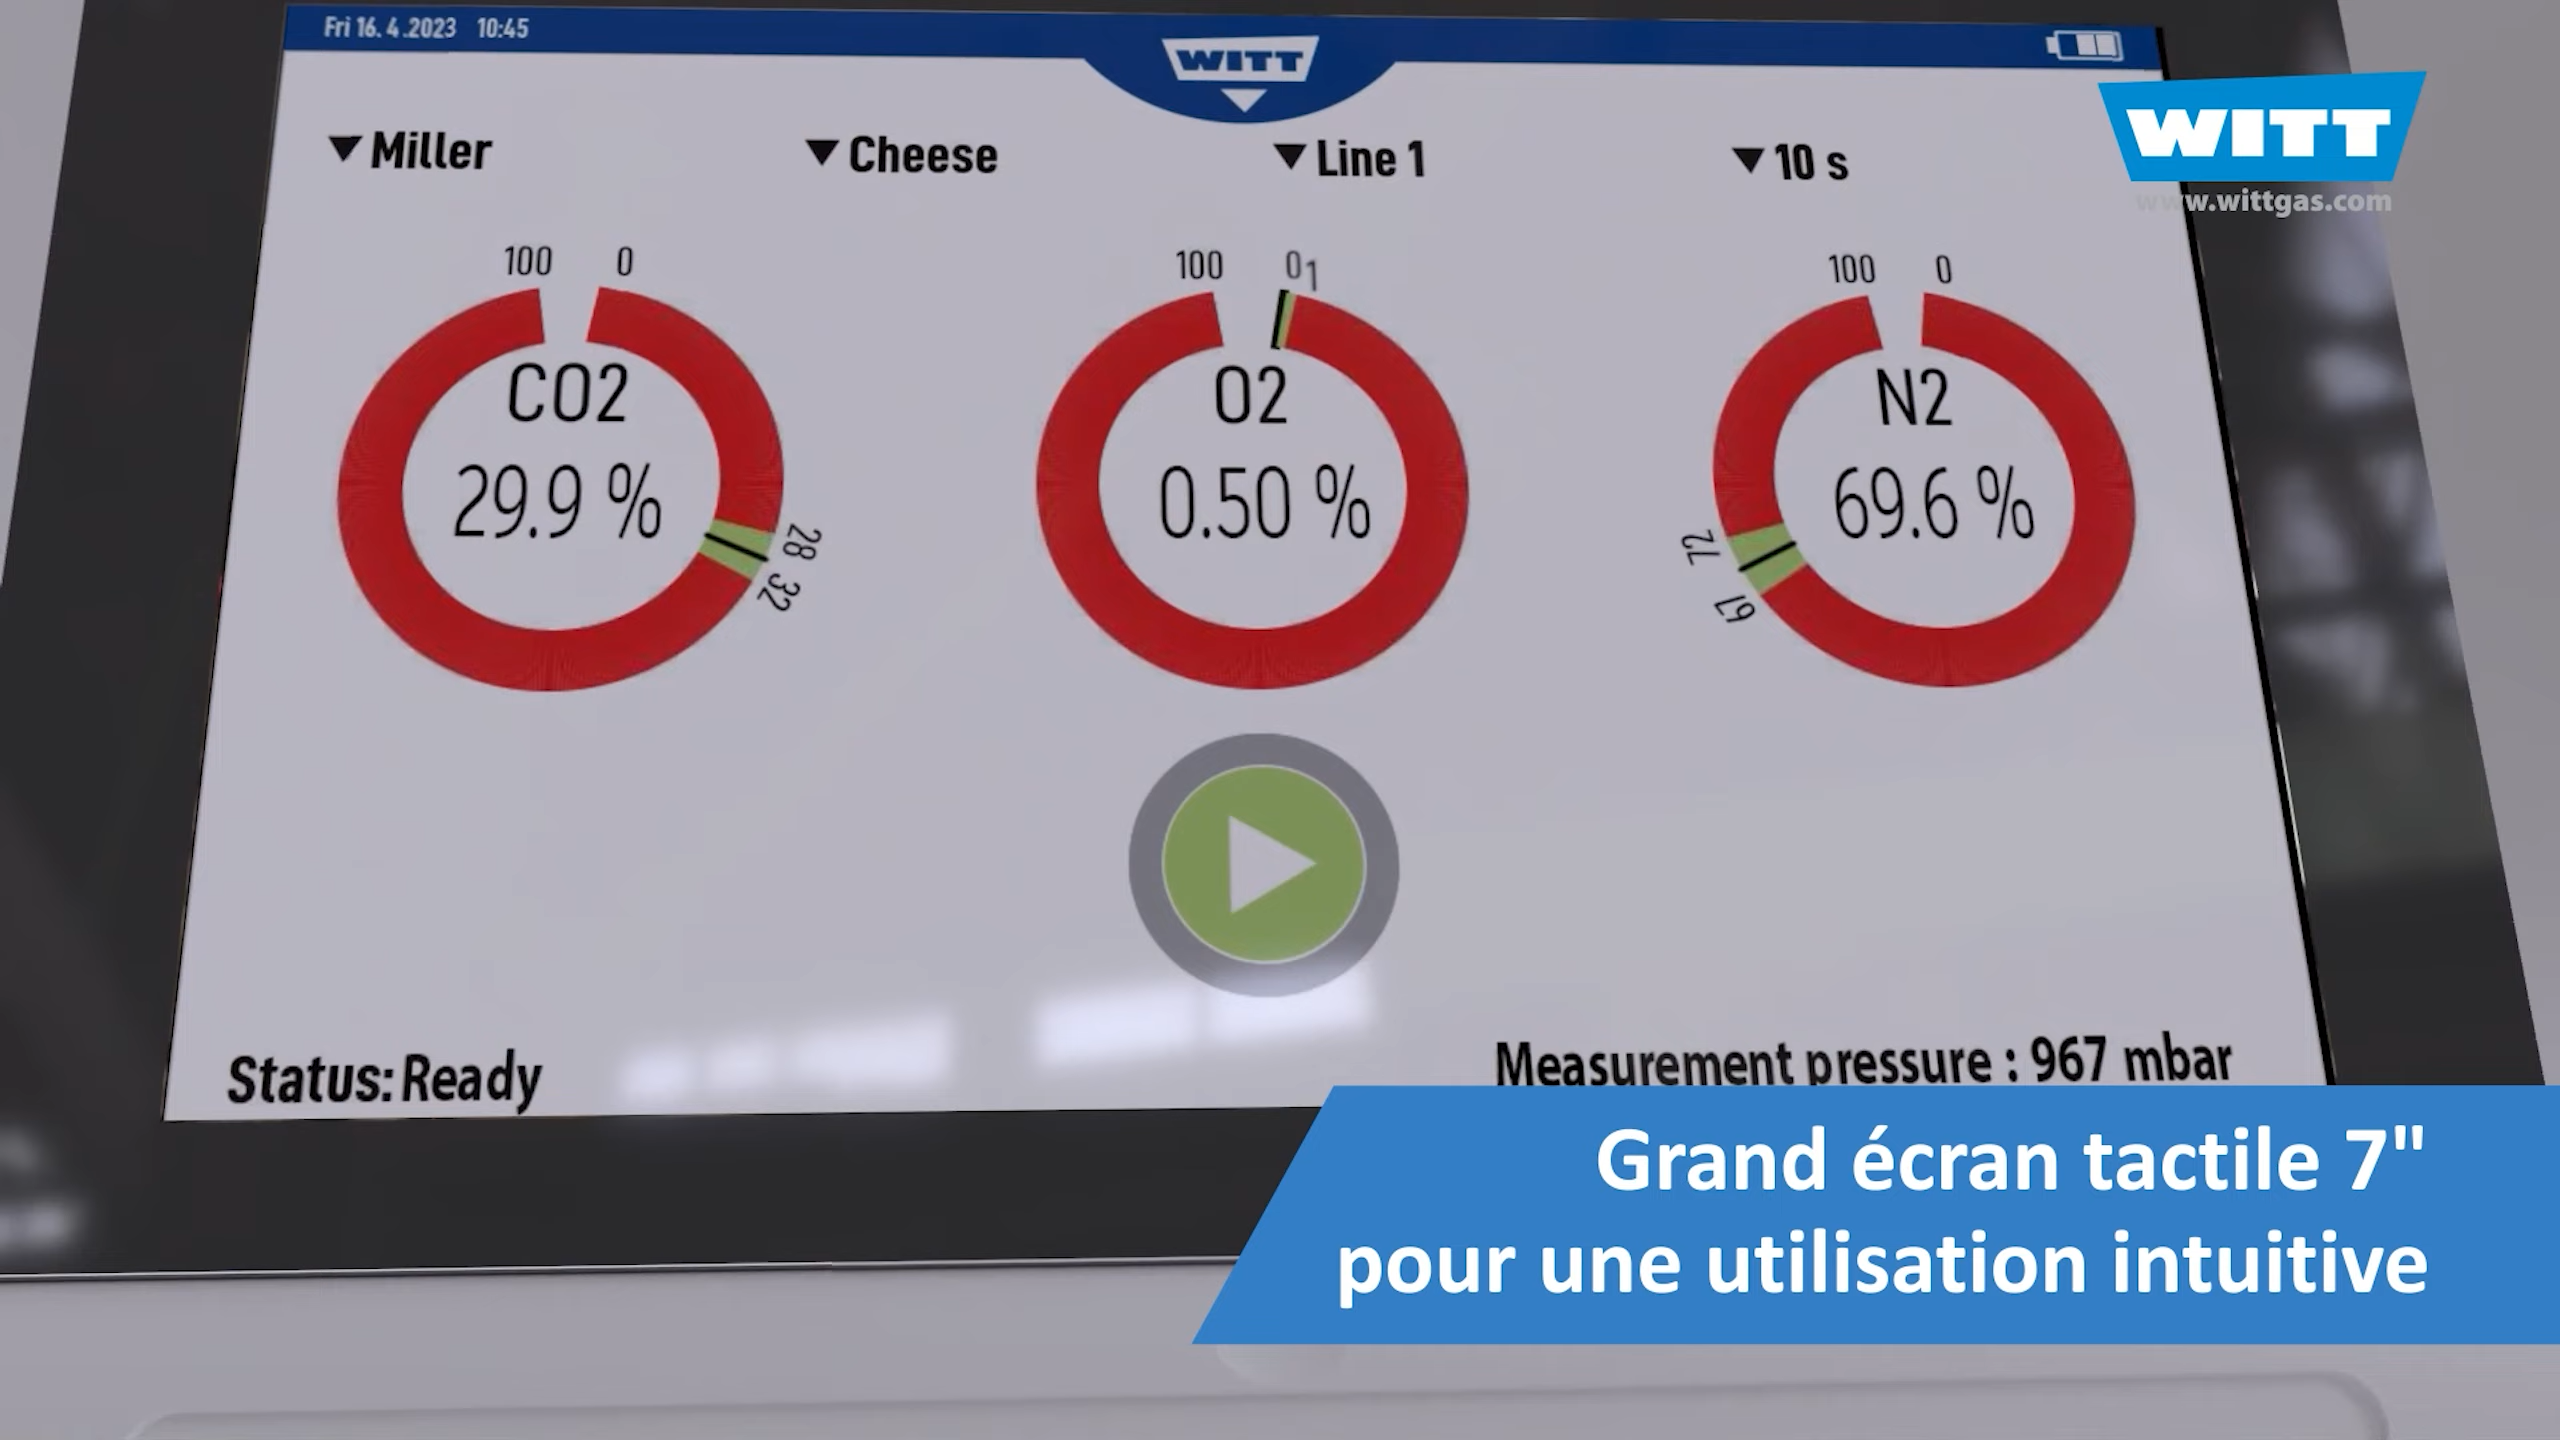 Fri 16. 4 .2023 10:45
WITT
WITT
www.wittgas.com
Miller
Cheese
Line 1
10 s
100 0
CO2
29.9 %
28
32
100 0 1
O2
0.50 %
100 0
N2
69.6 %
72
67
Status: Ready
Measurement pressure : 967 mbar
Grand écran tactile 7"
pour une utilisation intuitive